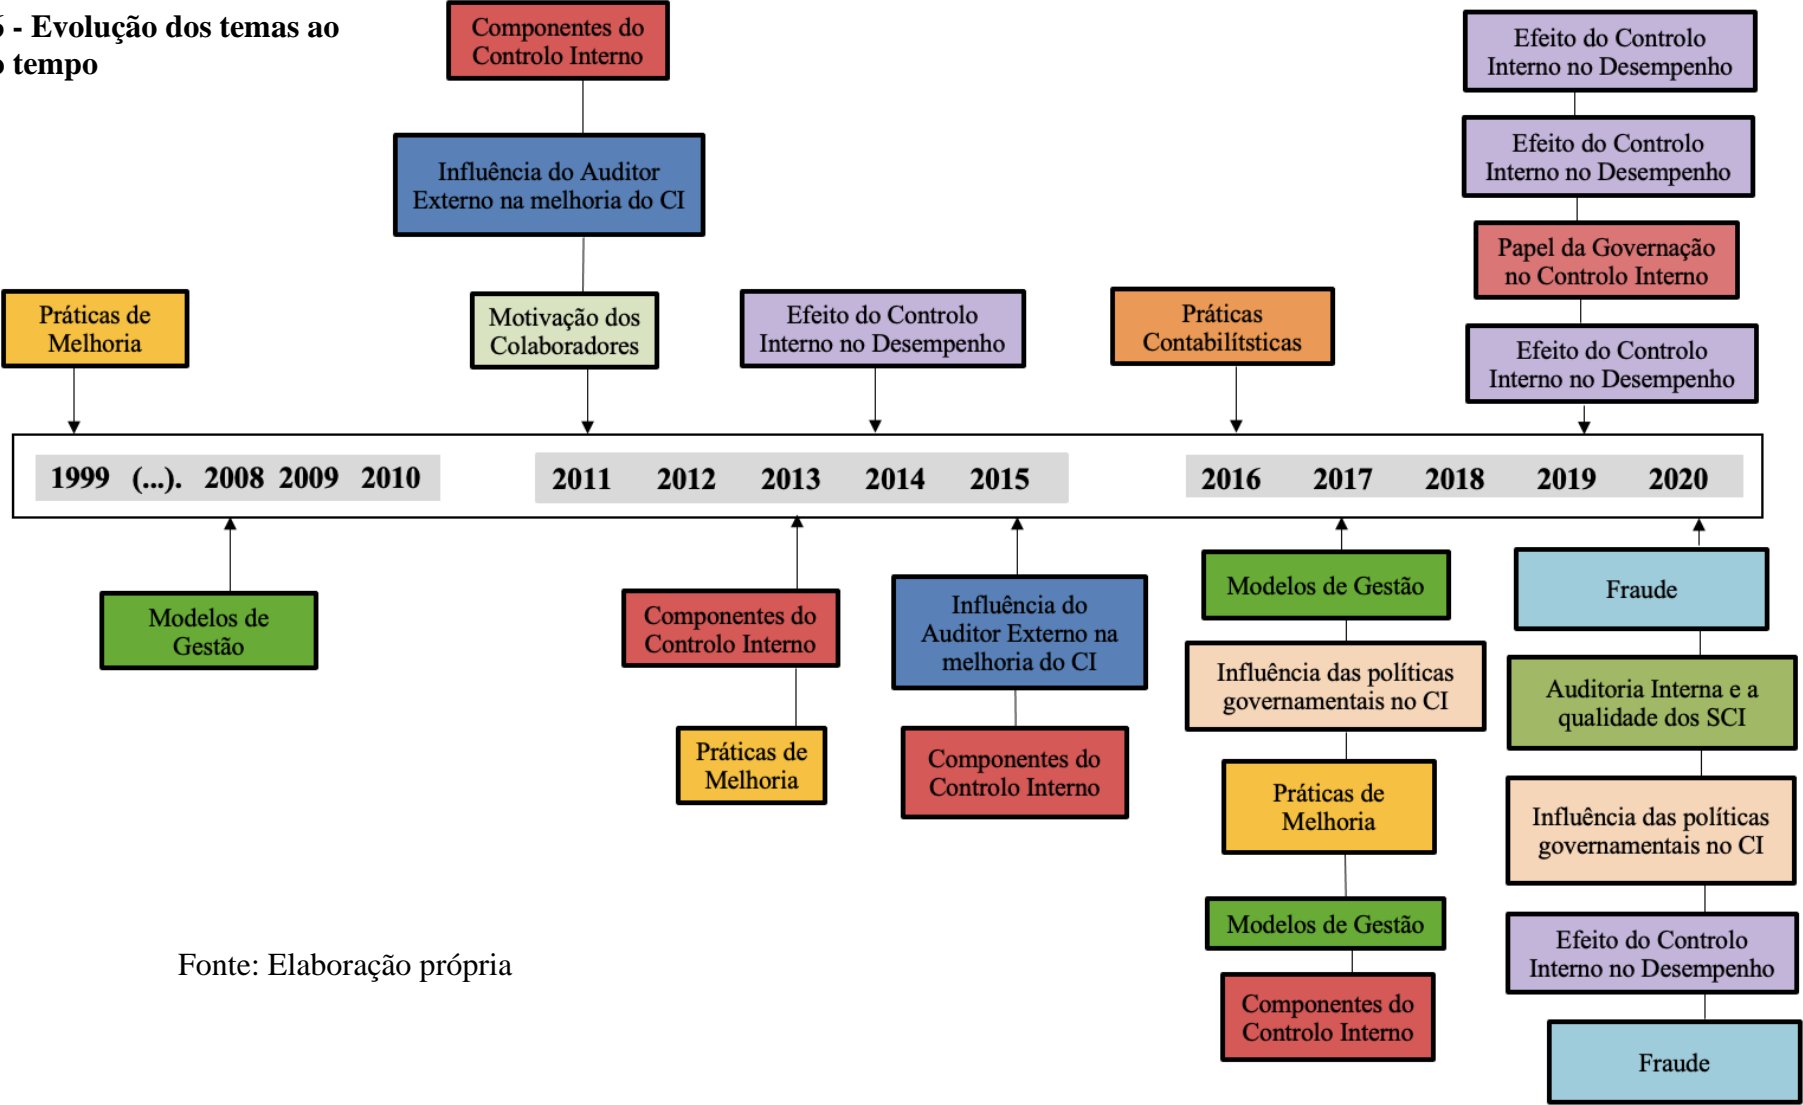 - Evolução dos temas ao
tempo
Componentes do
Controlo Interno
Influência do Auditor
Externo na melhoria do CI
Práticas de
Melhoria
Motivação dos
Colaboradores
Efeito do Controlo
Interno no Desempenho
Práticas
Contabilítsticas
Efeito do Controlo
Interno no Desempenho
Efeito do Controlo
Interno no Desempenho
Papel da Governação
no Controlo Interno
Efeito do Controlo
Interno no Desempenho
1999 (...). 2008 2009 2010 2011 2012 2013 2014 2015 2016 2017 2018 2019 2020
Modelos de
Gestão
Componentes do
Controlo Interno
Práticas de
Melhoria
Influência do
Auditor Externo na
melhoria do CI
Componentes do
Controlo Interno
Modelos de Gestão
Influência das políticas
governamentais no CI
Práticas de
Melhoria
Modelos de Gestão
Componentes do
Controlo Interno
Fraude
Auditoria Interna e a
qualidade dos SCI
Influência das políticas
governamentais no CI
Efeito do Controlo
Interno no Desempenho
Fraude
Fonte: Elaboração própria